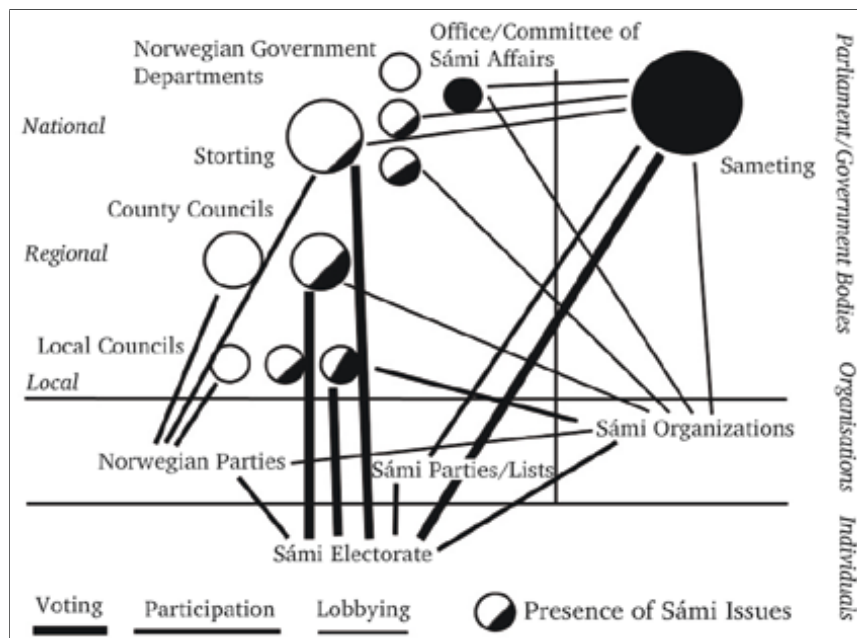 Norwegian Government
Departments
Office/Committee of
Sámi Affairs
National
Storting
Sameting
County Councils
Regional
Local Councils
Local
Sámi Organizations
Norwegian Parties
Sámi Parties/Lists
Sámi Electorate
Parliament/Government Bodies
Organisations
Individuals
Voting
Participation
Lobbying
Presence of Sámi Issues